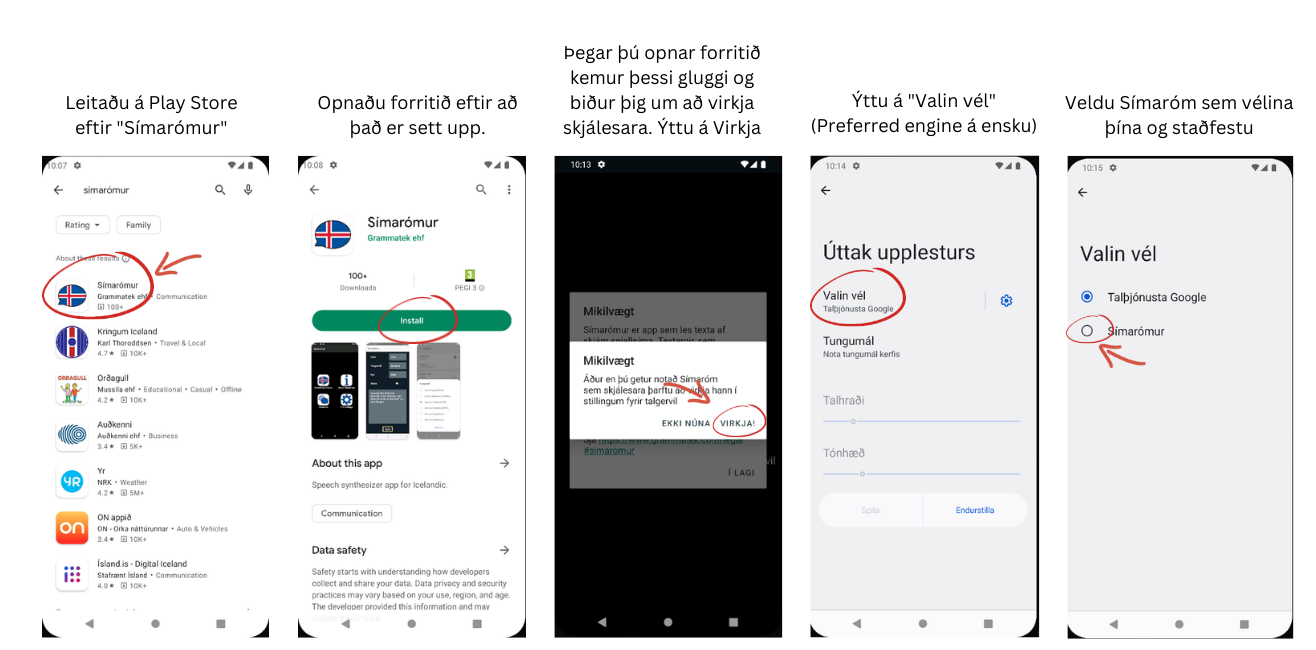 Leitaðu á Play Store
eftir "Símarómur"
10:07
símarómur
Rating
Family
About these results
Símarómur
Grammatek ehf • Communication
100+
Kringum Iceland
Karl Thoroddsen • Travel & Local
4.7★ 10K+
ORÐAGULL
Orðagull
Mussila ehf • Educational • Casual • Offline
4.2★ 10K+
Auðkenni
Auðkenni ehf • Business
3.4★ 5K+
YR
Yr
NRK • Weather
4.2★ 5M+
on
ON appið
ON - Orka náttúrunnar • Auto & Vehicles
3.4★ 10K+
Ísland.is - Digital Iceland
Stafrænt Ísland • Communication
4.0★ 10K+
Opnaðu forritið eftir að
það er sett upp.
10:08
Símarómur
Grammatek ehf
100+
Downloads
3
PEGI 3
Install
About this app
Speech synthesizer app for Icelandic.
Communication
Data safety
Safety starts with understanding how developers
collect and share your data. Data privacy and security
practices may vary based on your use, region, and age.
The developer provided this information and may
Þegar þú opnar forritið
kemur þessi gluggi og
biður þig um að virkja
skjálesara. Ýttu á Virkja
10:13
Mikilvægt
Símarómur er app sem les texta af
Mikilvægt
Áður en þú getur notað Símaróm
sem skjálesara þarftu að virkja hann í
stillingum fyrir talgervil
EKKI NÚNA
VIRKJA!
Sjá https://www.grammatek.com/legal
#simaromur
vil
Í LAGI
Ýttu á "Valin vél"
(Preferred engine á ensku)
10:14
Úttak upplesturs
Valin vél
Talþjónusta Google
Tungumál
Nota tungumál kerfis
Talhraði
Tónhæð
Spila
Endurstilla
Veldu Símaróm sem vélina
þína og staðfestu
10:15
Valin vél
Talþjónusta Google
Símarómur